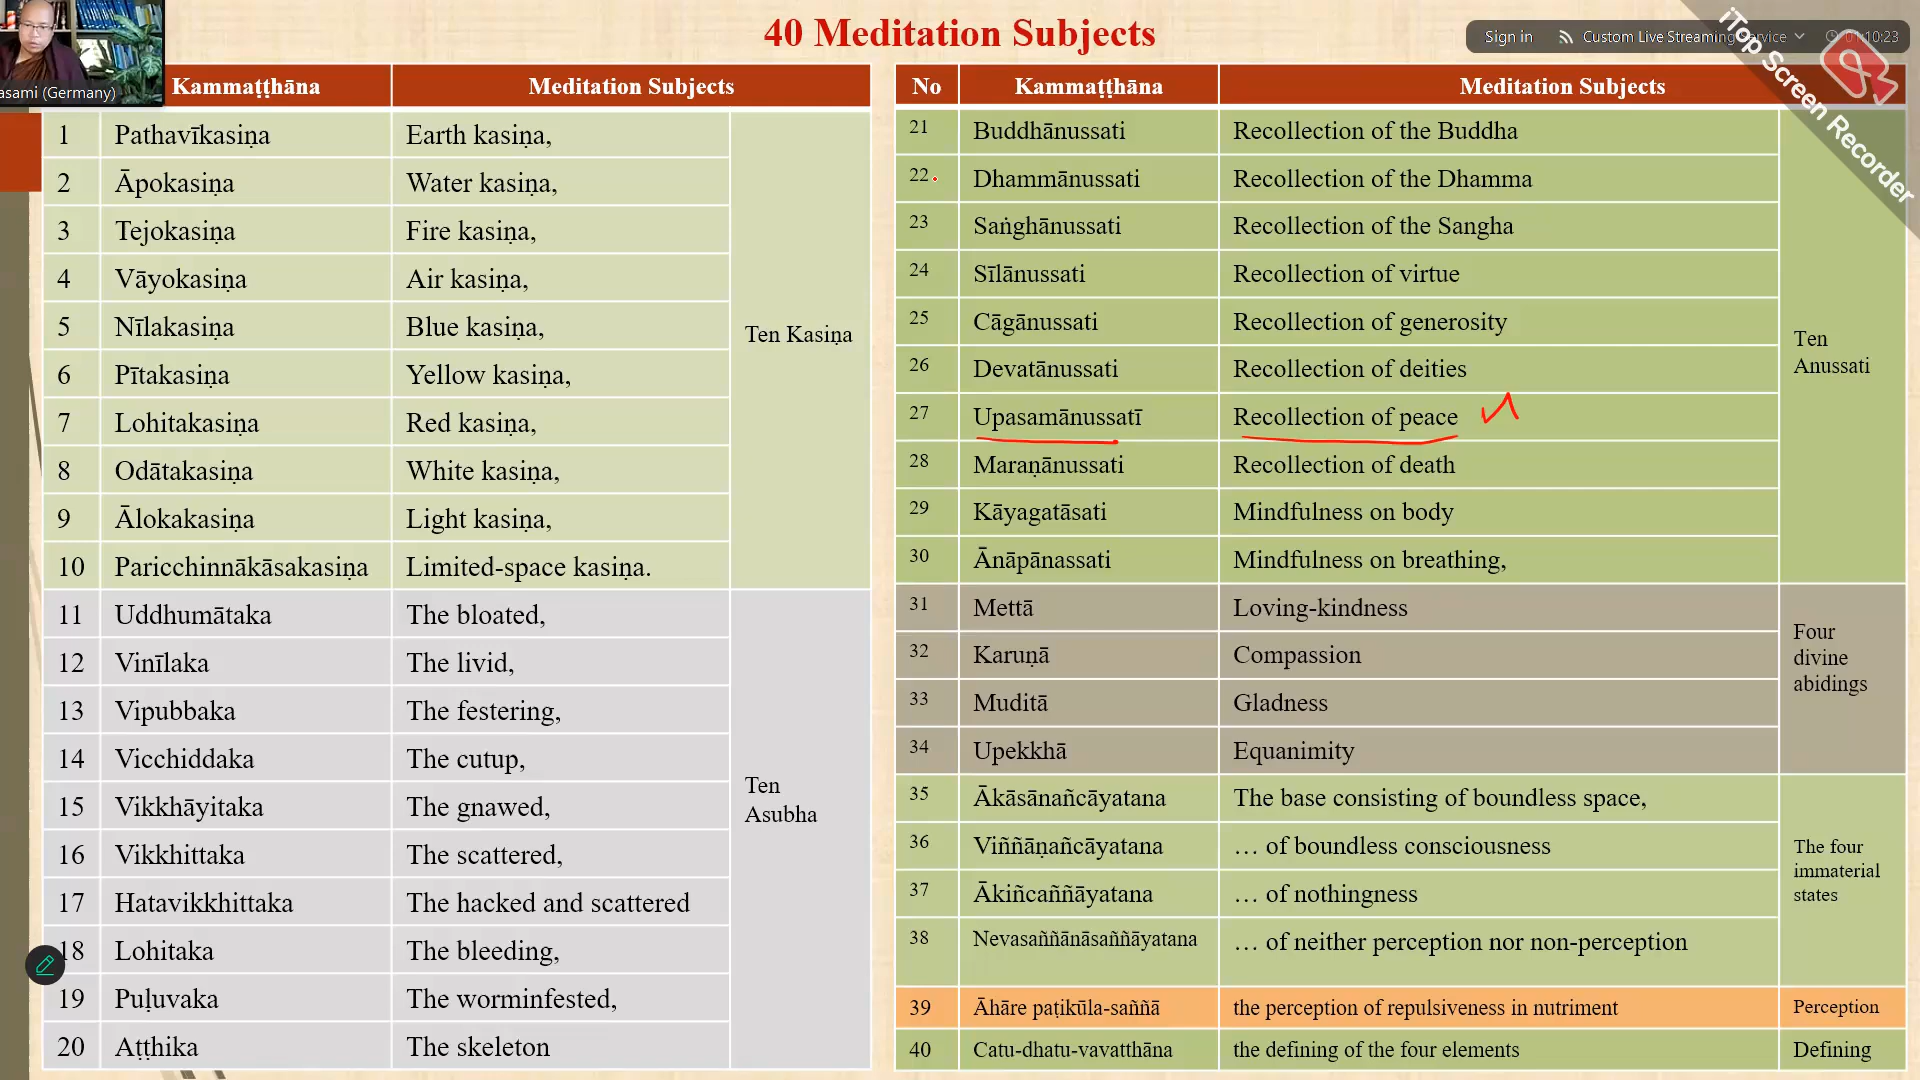 40 Meditation Subjects
Sign in Custom Live Streaming Service 01:10:23
iTop Screen Recorder
asami (Germany)
Kammaṭṭhāna Meditation Subjects
1 Pathavīkasiṇa Earth kasiṇa,
2 Āpokasiṇa Water kasiṇa,
3 Tejokasiṇa Fire kasiṇa,
4 Vāyokasiṇa Air kasiṇa,
5 Nīlakasiṇa Blue kasiṇa,
6 Pītakasiṇa Yellow kasiṇa,
7 Lohitakasiṇa Red kasiṇa,
8 Odātakasiṇa White kasiṇa,
9 Ālokakasiṇa Light kasiṇa,
10 Paricchinnākāsakasiṇa Limited-space kasiṇa.
Ten Kasiṇa
11 Uddhumātaka The bloated,
12 Vinīlaka The livid,
13 Vipubbaka The festering,
14 Vicchiddaka The cutup,
15 Vikkhāyitaka The gnawed,
16 Vikkhittaka The scattered,
17 Hatavikkhittaka The hacked and scattered
18 Lohitaka The bleeding,
19 Puḷuvaka The worminfested,
20 Aṭṭhika The skeleton
Ten
Asubha
No Kammaṭṭhāna Meditation Subjects
21 Buddhānussati Recollection of the Buddha
22 Dhammānussati Recollection of the Dhamma
23 Saṅghānussati Recollection of the Sangha
24 Sīlānussati Recollection of virtue
25 Cāgānussati Recollection of generosity
26 Devatānussati Recollection of deities
27 Upasamānussatī Recollection of peace
28 Maraṇānussati Recollection of death
29 Kāyagatāsati Mindfulness on body
30 Ānāpānassati Mindfulness on breathing,
Ten
Anussati
31 Mettā Loving-kindness
32 Karuṇā Compassion
33 Muditā Gladness
34 Upekkhā Equanimity
Four
divine
abidings
35 Ākāsānañcāyatana The base consisting of boundless space,
36 Viññāṇañcāyatana … of boundless consciousness
37 Ākiñcaññāyatana … of nothingness
38 Nevasaññānāsaññāyatana … of neither perception nor non-perception
The four
immaterial
states
39 Āhāre paṭikūla-saññā the perception of repulsiveness in nutriment Perception
40 Catu-dhatu-vavatthāna the defining of the four elements Defining